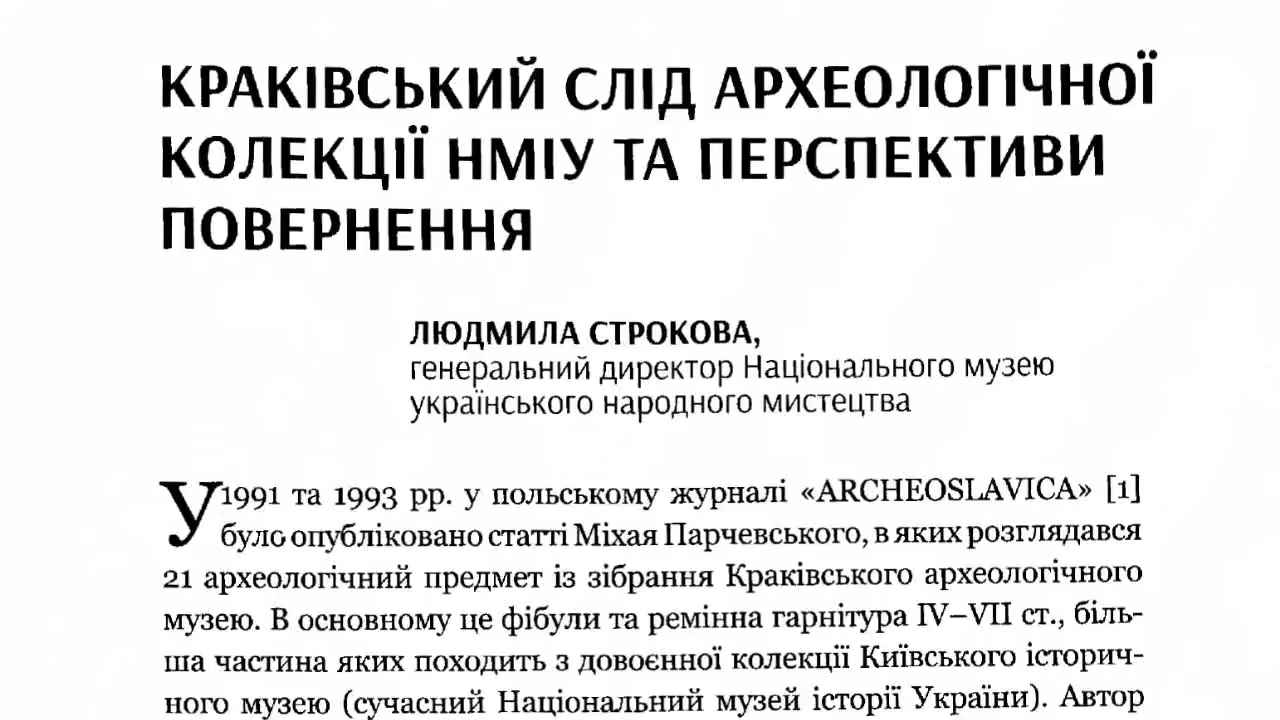 КРАКІВСЬКИЙ СЛІД АРХЕОЛОГІЧНОЇ
КОЛЕКЦІЇ НМІУ ТА ПЕРСПЕКТИВИ
ПОВЕРНЕННЯ
ЛЮДМИЛА СТРОКОВА,
генеральний директор Національного музею
українського народного мистецтва
У 1991 та 1993 рр. у польському журналі «ARCHEOSLAVICA» [1]
було опубліковано статті Міхая Парчевського, в яких розглядався
21 археологічний предмет із зібрання Краківського археологічного
музею. В основному це фібули та ремінна гарнітура IV–VII ст., біль-
ша частина яких походить з довоєнної колекції Київського історич-
ного музею (сучасний Національний музей історії України). Автор